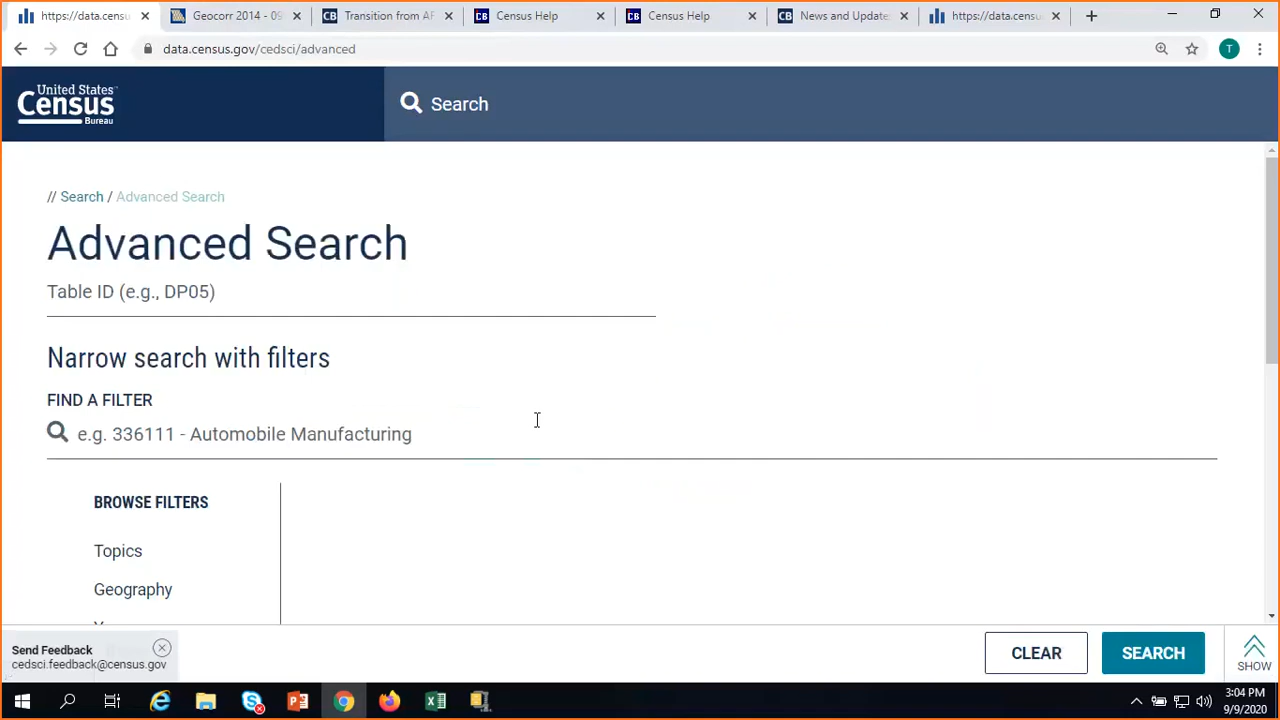 https://data.census
Geocorr 2014 - 09
Transition from AF
Census Help
Census Help
News and Update
https://data.censu
data.census.gov/cedsci/advanced
T
United States
Census
Bureau
Search
// Search / Advanced Search
Advanced Search
Table ID (e.g., DP05)
Narrow search with filters
FIND A FILTER
e.g. 336111 - Automobile Manufacturing
BROWSE FILTERS
Topics
Geography
Send Feedback
cedsci.feedback@census.gov
CLEAR
SEARCH
SHOW
3:04 PM
9/9/2020